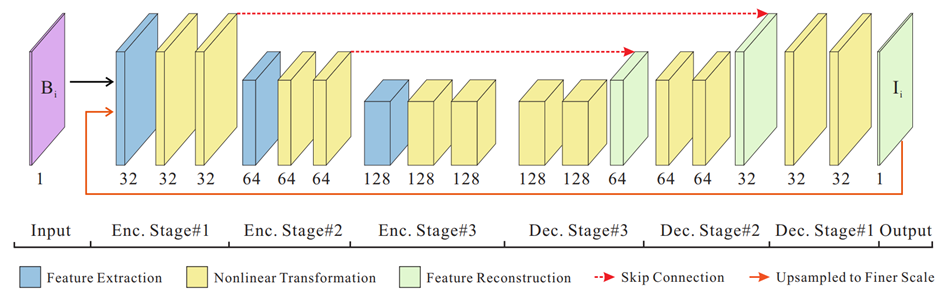 B_i
I_i
1 32 32 32 64 64 64 128 128 128 128 128 64 64 64 32 32 32 1
Input Enc. Stage#1 Enc. Stage#2 Enc. Stage#3 Dec. Stage#3 Dec. Stage#2 Dec. Stage#1 Output
Feature Extraction Nonlinear Transformation Feature Reconstruction Skip Connection Upsampled to Finer Scale